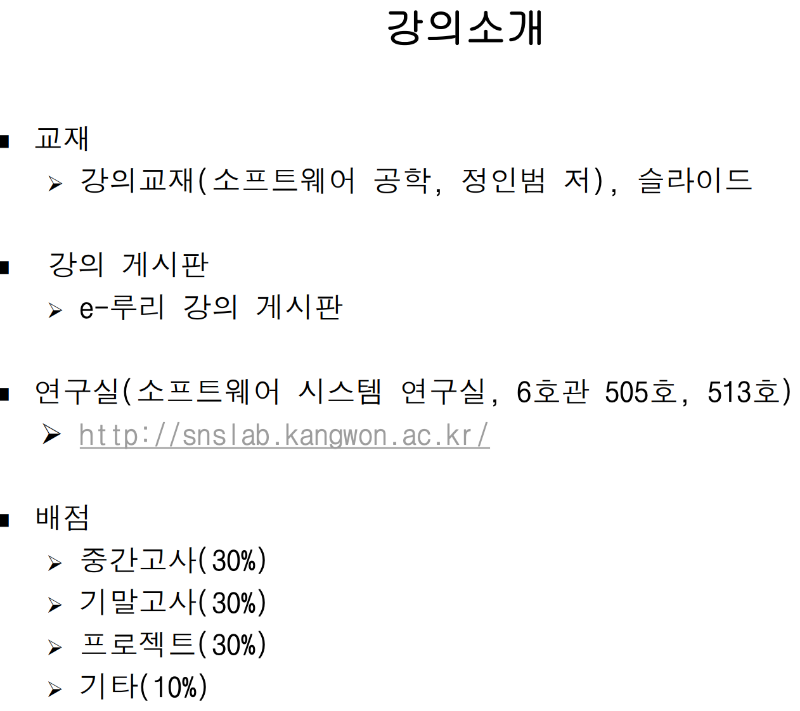 강의소개
■ 교재
➢ 강의교재(소프트웨어 공학, 정인범 저), 슬라이드
■ 강의 게시판
➢ e-루리 강의 게시판
■ 연구실(소프트웨어 시스템 연구실, 6호관 505호, 513호)
➢ http://snslab.kangwon.ac.kr/
■ 배점
➢ 중간고사(30%)
➢ 기말고사(30%)
➢ 프로젝트(30%)
➢ 기타(10%)